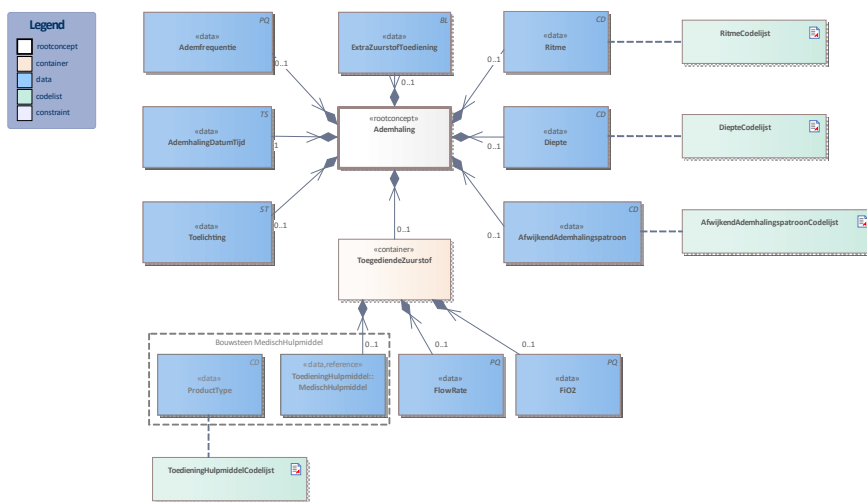 Legend
rootconcept
container
data
codelist
constraint
PQ
«data»
Ademfrequentie
0..1
BL
«data»
ExtraZuurstofToediening
0..1
CD
«data»
Ritme
0..1
RitmeCodelijst
TS
«data»
AdemhalingDatumTijd
1
«rootconcept»
Ademhaling
CD
«data»
Diepte
0..1
DiepteCodelijst
ST
«data»
Toelichting
0..1
CD
«data»
AfwijkendAdemhalingspatroon
0..1
AfwijkendAdemhalingspatroonCodelijst
0..1
«container»
ToegediendeZuurstof
Bouwsteen MedischHulpmiddel
0..1
0..1
0..1
CD
«data»
ProductType
«data,reference»
ToedieningHulpmiddel::
MedischHulpmiddel
PQ
«data»
FlowRate
PQ
«data»
FiO2
ToedieningHulpmiddelCodelijst